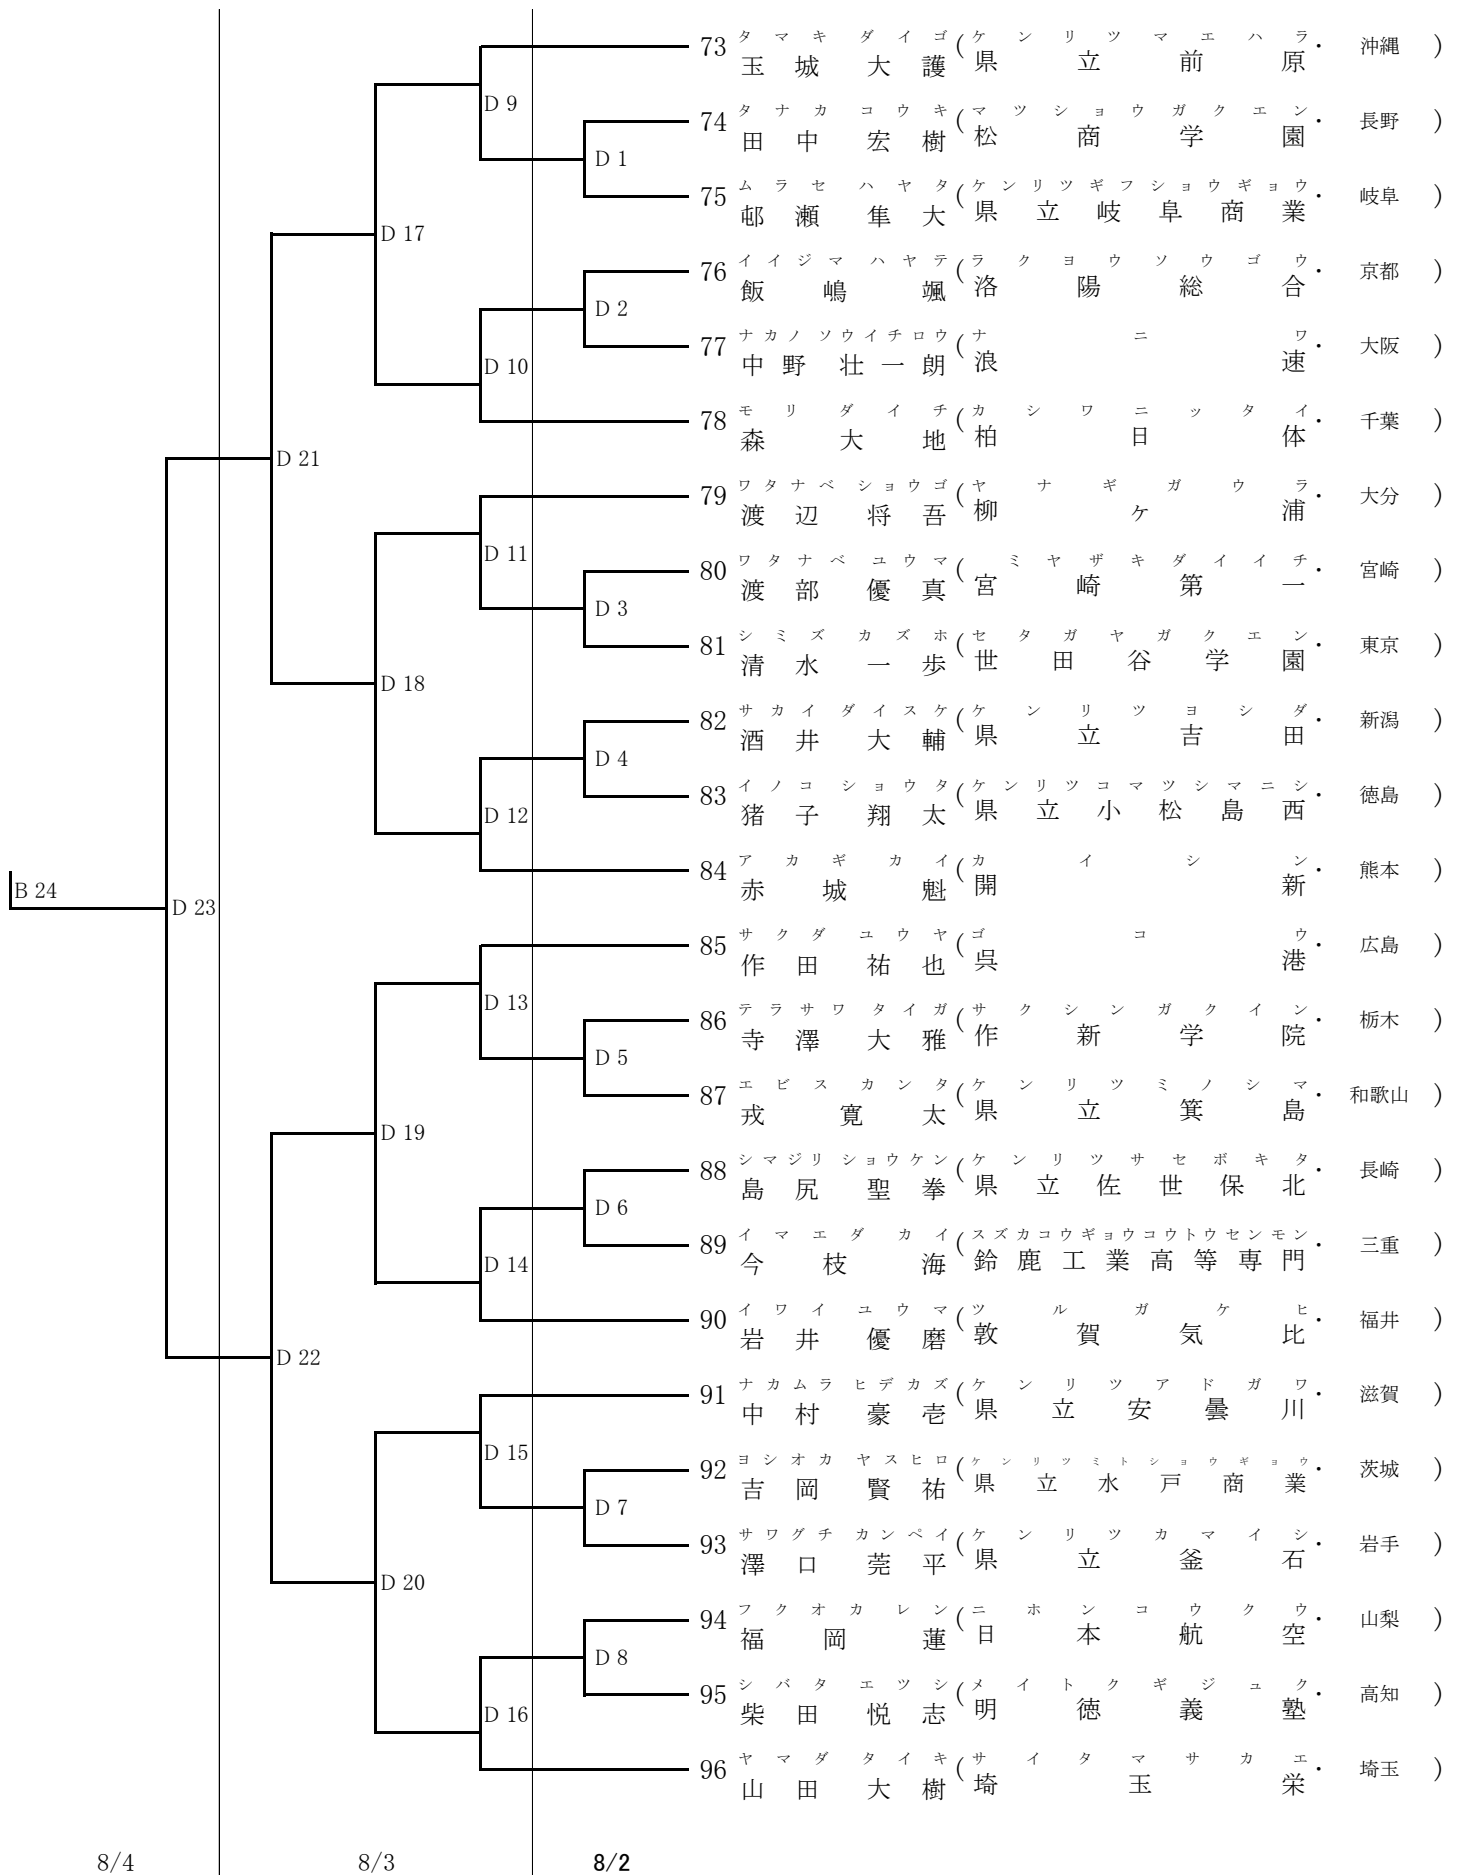 タマキ ダイゴ ケンリツマエハラ
73 玉城 大護 (県立前原・沖縄)
D 9
タナカ コウキ マツショウガクエン
74 田中 宏樹 (松商学園・長野)
D 1
ムラセ ハヤタ ケンリツギフショウギョウ
75 邨瀬 隼大 (県立岐阜商業・岐阜)
D 17
イイジマ ハヤテ ラクヨウソウゴウ
76 飯嶋 颯 (洛陽総合・京都)
D 2
ナカノ ソウイチロウ ナニワ
77 中野 壮一朗 (浪速・大阪)
D 10
モリ ダイチ カシワニッタイ
78 森 大地 (柏日体・千葉)
D 21
ワタナベ ショウゴ ヤナギガウラ
79 渡辺 将吾 (柳ケ浦・大分)
D 11
ワタナベ ユウマ ミヤザキダイイチ
80 渡部 優真 (宮崎第一・宮崎)
D 3
シミズ カズホ セタガヤガクエン
81 清水 一歩 (世田谷学園・東京)
D 18
サカイ ダイスケ ケンリツヨシダ
82 酒井 大輔 (県立吉田・新潟)
D 4
イノコ ショウタ ケンリツコマツシマニシ
83 猪子 翔太 (県立小松島西・徳島)
D 12
アカギ カイ カイシン
84 赤城 魁 (開新・熊本)
B 24
D 23
サクダ ユウヤ ゴコウ
85 作田 祐也 (呉港・広島)
D 13
テラサワ タイガ サクシンガクイン
86 寺澤 大雅 (作新学院・栃木)
D 5
エビス カンタ ケンリツミノシマ
87 戎 寛太 (県立箕島・和歌山)
D 19
シマジリ ショウケン ケンリツサセボキタ
88 島尻 聖拳 (県立佐世保北・長崎)
D 6
イマエダ カイ スズカコウギョウコウトウセンモン
89 今枝 海 (鈴鹿工業高等専門・三重)
D 14
イワイ ユウマ ツルガケヒ
90 岩井 優磨 (敦賀気比・福井)
D 22
ナカムラ ヒデカズ ケンリツアドガワ
91 中村 豪壱 (県立安曇川・滋賀)
D 15
ヨシオカ ヤスヒロ ケンリツミトショウギョウ
92 吉岡 賢祐 (県立水戸商業・茨城)
D 7
サワグチ カンペイ ケンリツカマイシ
93 澤口 莞平 (県立釜石・岩手)
D 20
フクオカ レン ニホンコウクウ
94 福岡 蓮 (日本航空・山梨)
D 8
シバタ エツシ メイトクギジュク
95 柴田 悦志 (明徳義塾・高知)
D 16
ヤマダ タイキ サイタマサカエ
96 山田 大樹 (埼玉栄・埼玉)
8/4 8/3 8/2